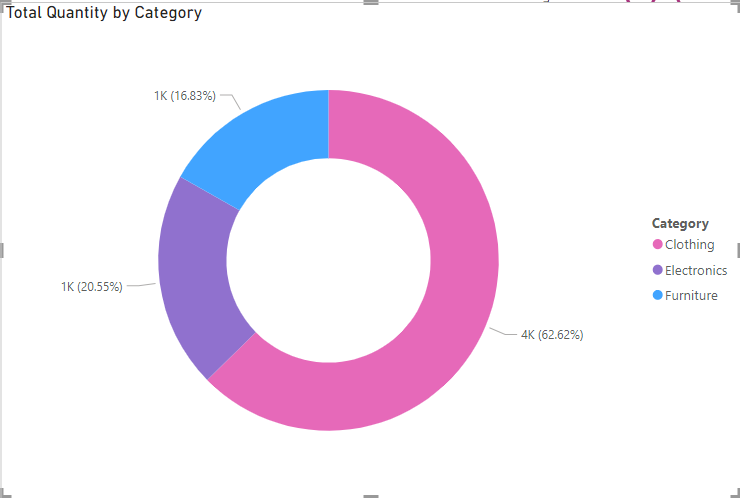 Total Quantity by Category
1K (16.83%)
1K (20.55%)
4K (62.62%)
Category
Clothing
Electronics
Furniture